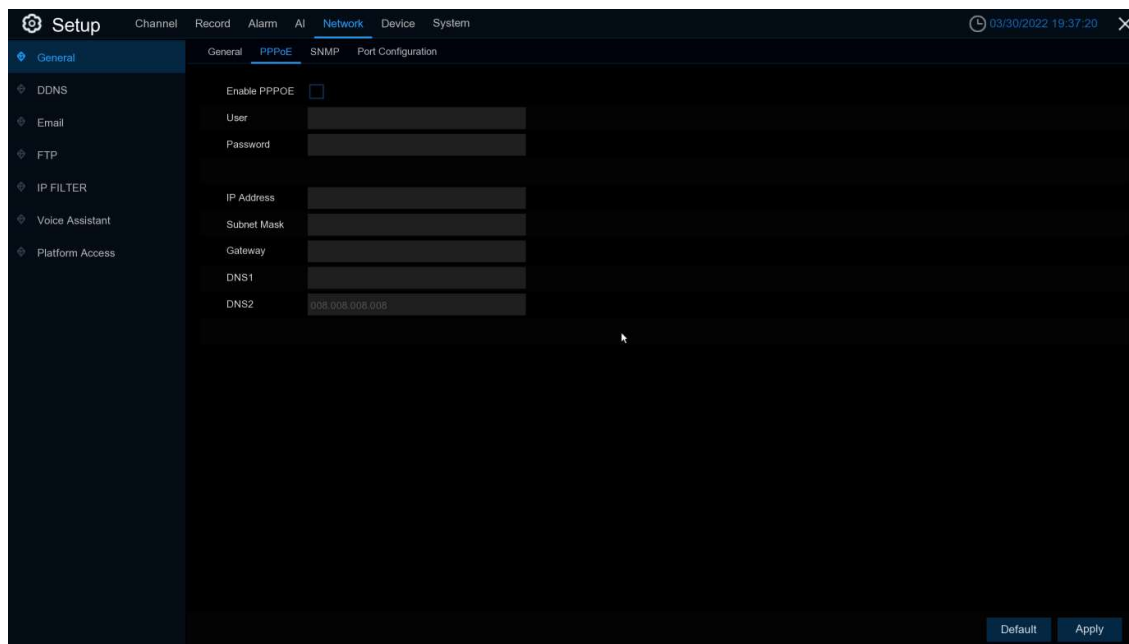 Setup Channel Record Alarm AI Network Device System 03/30/2022 19:37:20
General PPPoE SNMP Port Configuration
General
DDNS
Email
FTP
IP FILTER
Voice Assistant
Platform Access
Enable PPPOE
User
Password
IP Address
Subnet Mask
Gateway
DNS1
DNS2 008.008.008.008
Default Apply